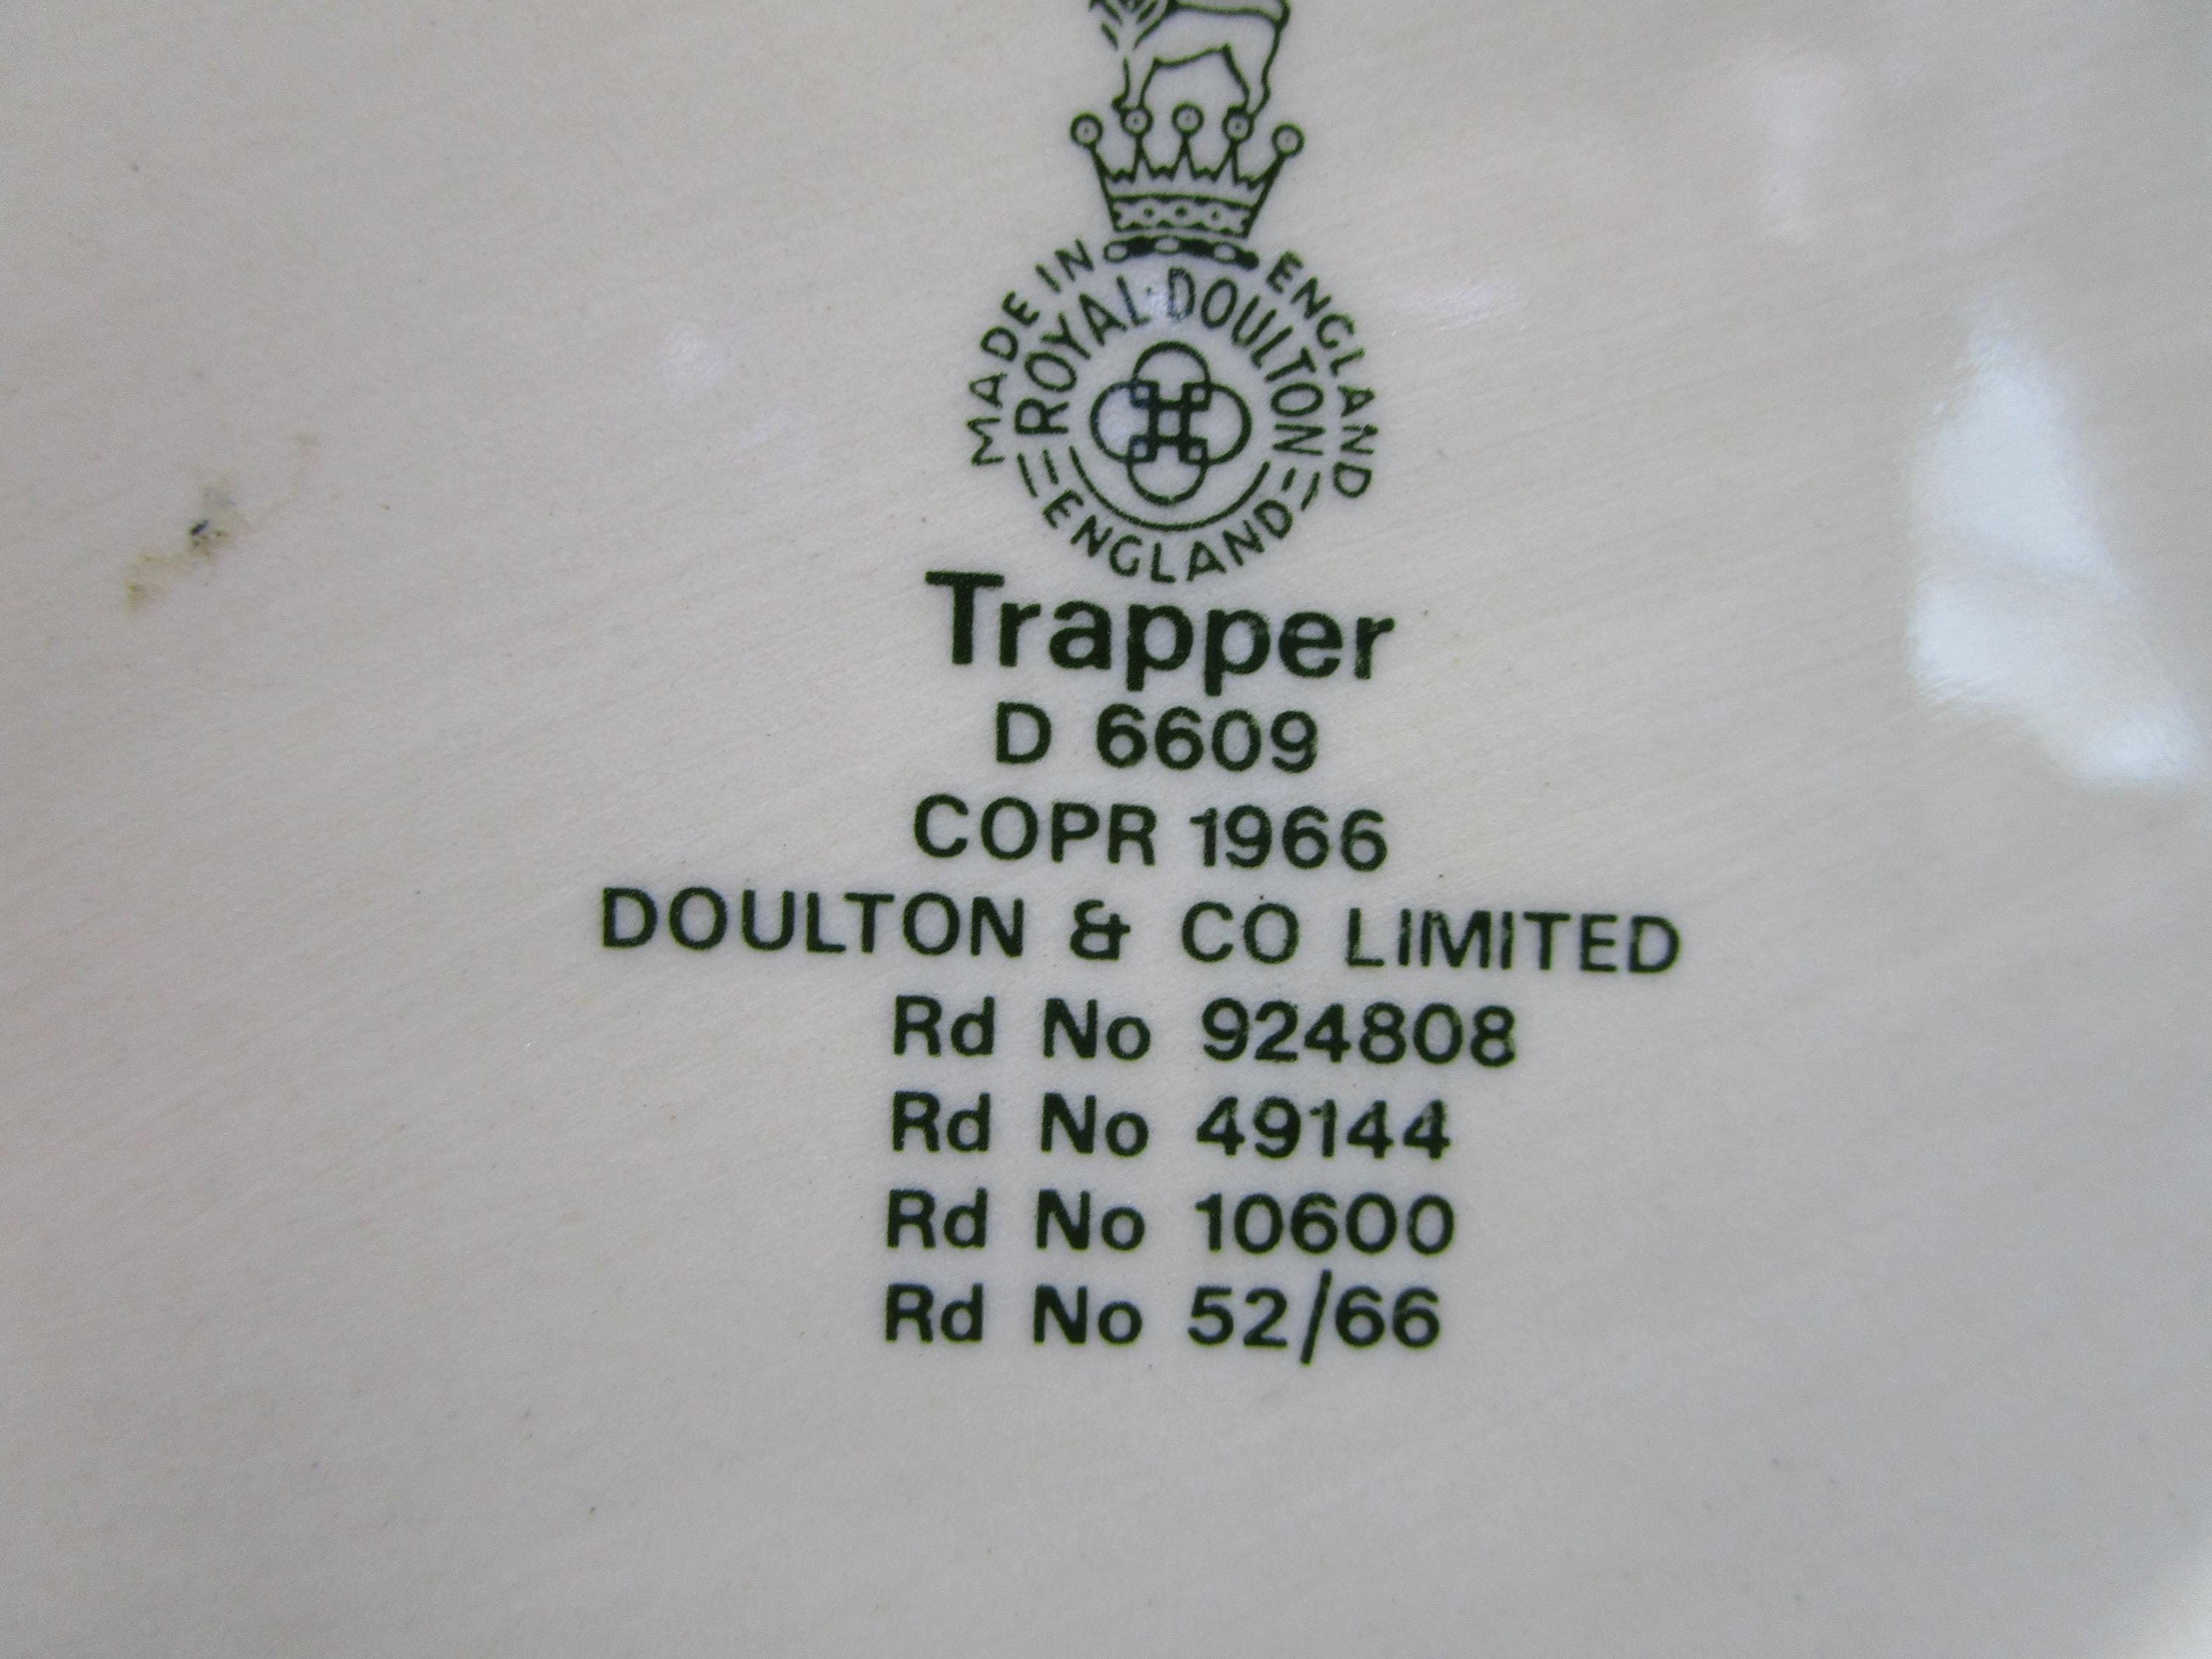 MADE IN ENGLAND
ROYAL DOULTON
ENGLAND
Trapper
D 6609
COPR 1966
DOULTON & CO LIMITED
Rd No 924808
Rd No 49144
Rd No 10600
Rd No 52/66